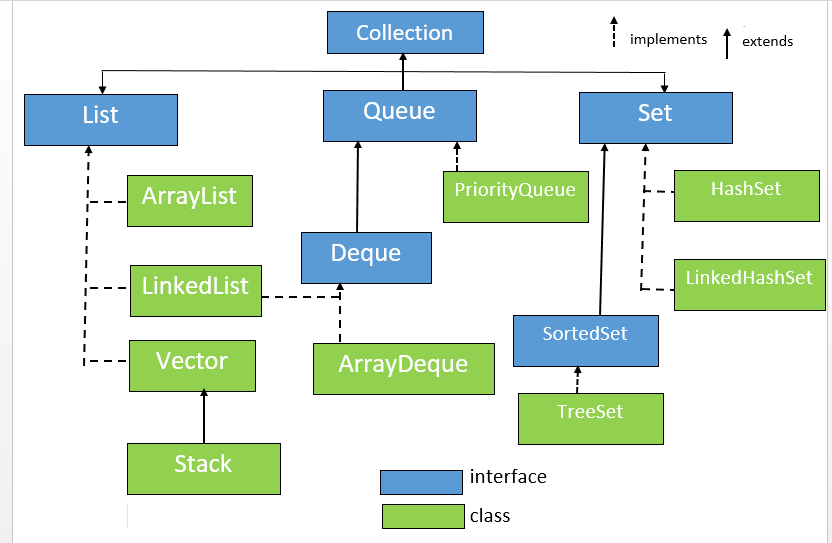 Collection
implements
extends
List
Queue
Set
ArrayList
PriorityQueue
HashSet
Deque
LinkedList
LinkedHashSet
SortedSet
Vector
ArrayDeque
TreeSet
Stack
interface
class